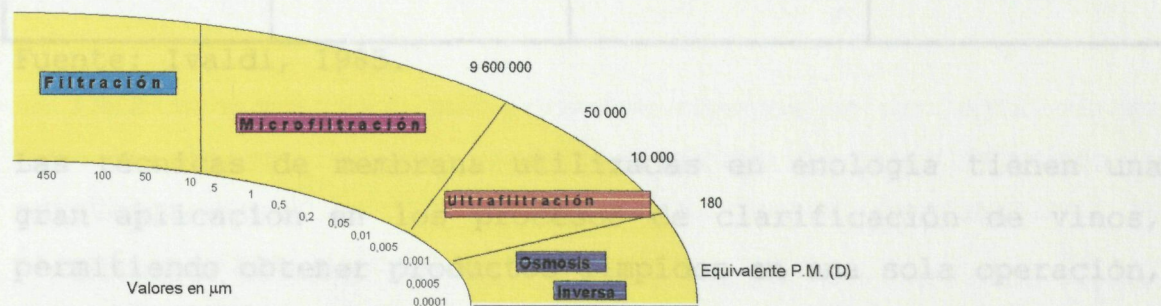 Fuente: Ivaldi,
9 600 000
Filtración
Microfiltración
50 000
10 000
Las técnicas de membrana utilizadas en enología tienen una
450 100 50 10 5 1 0,5 0,2 0,05 0,01 0,005 0,001 0,0005 0,0001
Ultrafiltración
180
gran aplicación en los procesos de clarificación de vinos,
permitiendo obtener productos limpidos en una sola operación,
Osmosis
Inversa
Equivalente P.M. (D)
Valores en μm